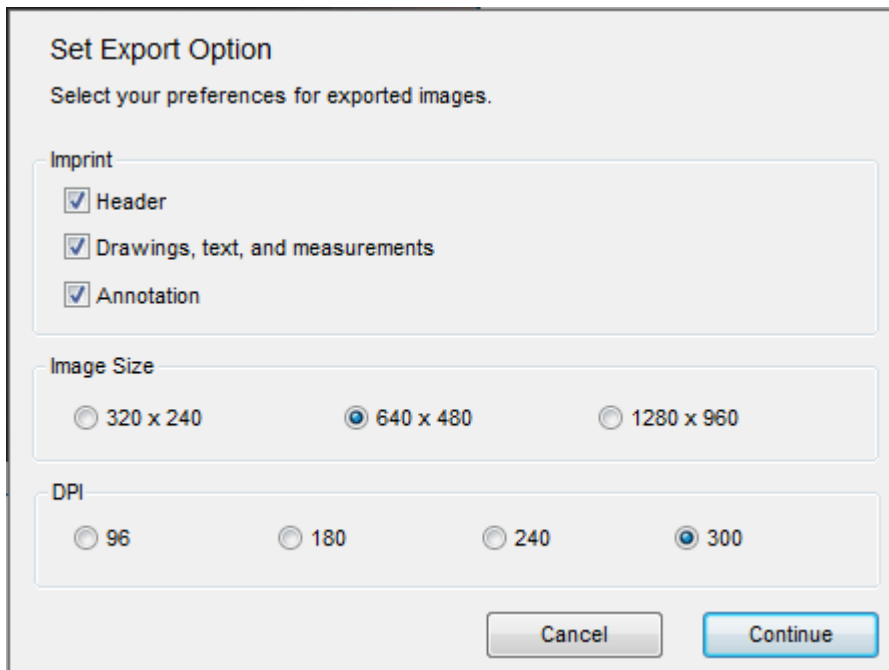 Set Export Option
Select your preferences for exported images.
Imprint
Header
Drawings, text, and measurements
Annotation
Image Size
320 x 240 640 x 480 1280 x 960
DPI
96 180 240 300
Cancel Continue